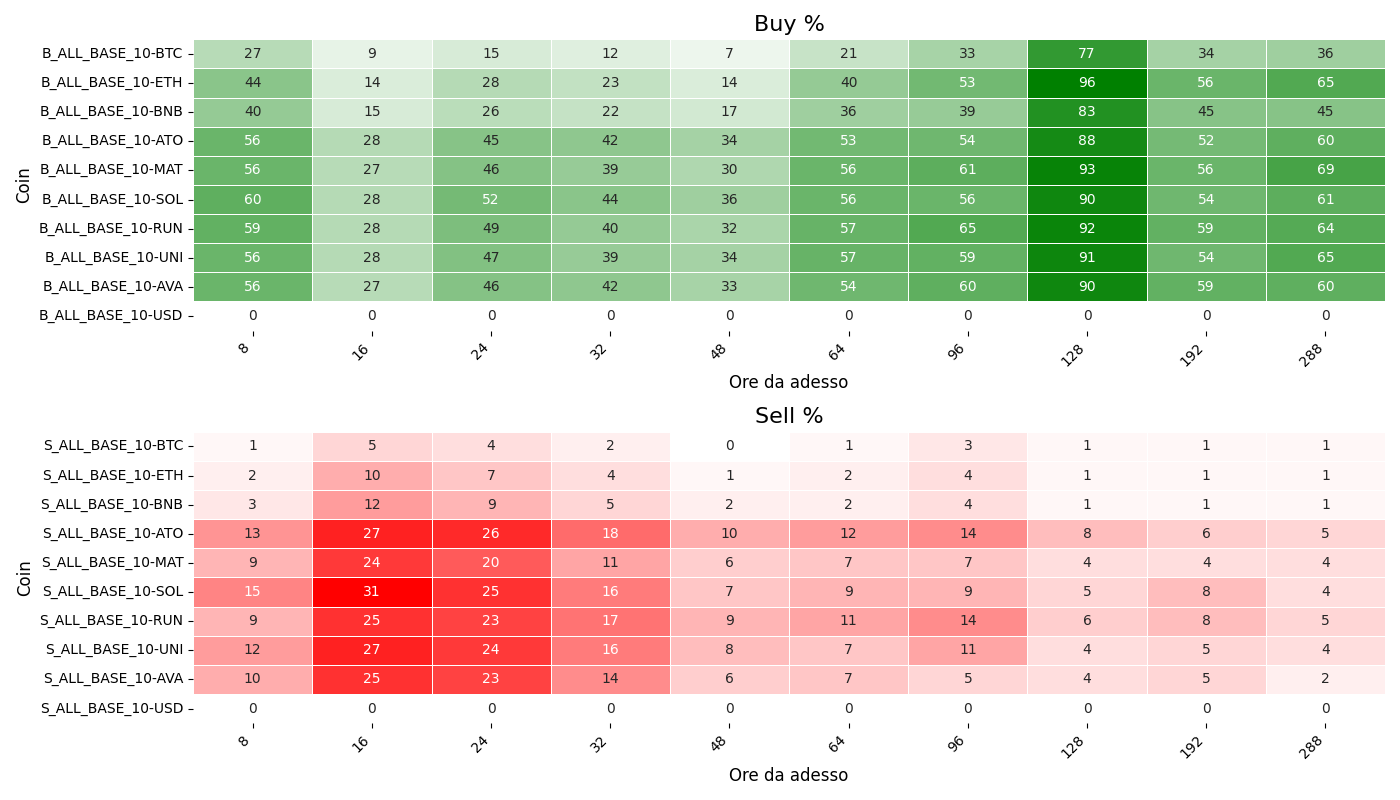 Buy %
Coin
B_ALL_BASE_10-BTC 27 9 15 12 7 21 33 77 34 36
B_ALL_BASE_10-ETH 44 14 28 23 14 40 53 96 56 65
B_ALL_BASE_10-BNB 40 15 26 22 17 36 39 83 45 45
B_ALL_BASE_10-ATO 56 28 45 42 34 53 54 88 52 60
B_ALL_BASE_10-MAT 56 27 46 39 30 56 61 93 56 69
B_ALL_BASE_10-SOL 60 28 52 44 36 56 56 90 54 61
B_ALL_BASE_10-RUN 59 28 49 40 32 57 65 92 59 64
B_ALL_BASE_10-UNI 56 28 47 39 34 57 59 91 54 65
B_ALL_BASE_10-AVA 56 27 46 42 33 54 60 90 59 60
B_ALL_BASE_10-USD 0 0 0 0 0 0 0 0 0 0
8 16 24 32 48 64 96 128 192 288
Ore da adesso
Sell %
Coin
S_ALL_BASE_10-BTC 1 5 4 2 0 1 3 1 1 1
S_ALL_BASE_10-ETH 2 10 7 4 1 2 4 1 1 1
S_ALL_BASE_10-BNB 3 12 9 5 2 2 4 1 1 1
S_ALL_BASE_10-ATO 13 27 26 18 10 12 14 8 6 5
S_ALL_BASE_10-MAT 9 24 20 11 6 7 7 4 4 4
S_ALL_BASE_10-SOL 15 31 25 16 7 9 9 5 8 4
S_ALL_BASE_10-RUN 9 25 23 17 9 11 14 6 8 5
S_ALL_BASE_10-UNI 12 27 24 16 8 7 11 4 5 4
S_ALL_BASE_10-AVA 10 25 23 14 6 7 5 4 5 2
S_ALL_BASE_10-USD 0 0 0 0 0 0 0 0 0 0
8 16 24 32 48 64 96 128 192 288
Ore da adesso